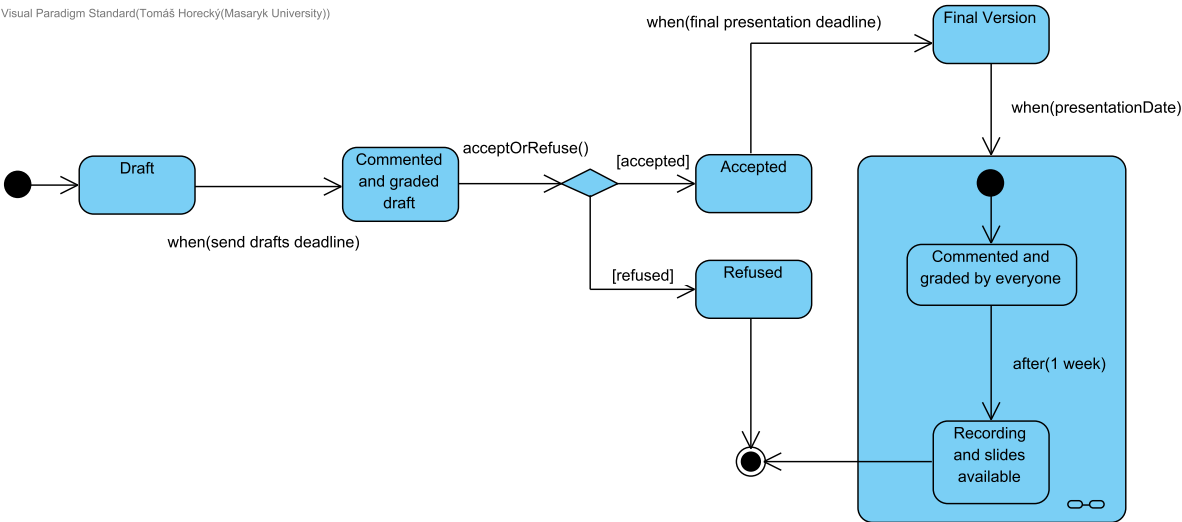 Visual Paradigm Standard(Tomáš Horecký(Masaryk University))
when(final presentation deadline)
Final Version
when(presentationDate)
Draft
Commented
and graded
draft
acceptOrRefuse()
[accepted]
Accepted
when(send drafts deadline)
[refused]
Refused
Commented and
graded by everyone
after(1 week)
Recording
and slides
available